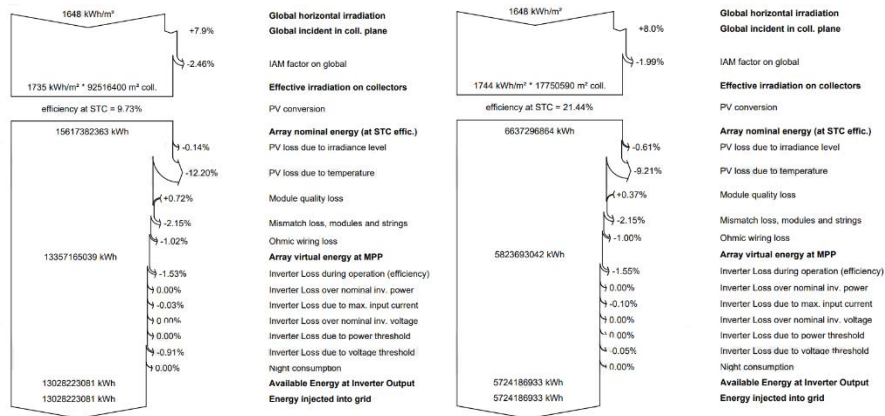 1648 kWh/m² Global horizontal irradiation
+7.9% Global incident in coll. plane
-2.46% IAM factor on global
1735 kWh/m² * 92516400 m² coll. Effective irradiation on collectors
efficiency at STC = 9.73% PV conversion
15617382363 kWh Array nominal energy (at STC effic.)
-0.14% PV loss due to irradiance level
-12.20% PV loss due to temperature
+0.72% Module quality loss
-2.15% Mismatch loss, modules and strings
-1.02% Ohmic wiring loss
13357165039 kWh Array virtual energy at MPP
-1.53% Inverter Loss during operation (efficiency)
0.00% Inverter Loss over nominal inv. power
-0.03% Inverter Loss due to max. input current
0.00% Inverter Loss over nominal inv. voltage
0.00% Inverter Loss due to power threshold
-0.91% Inverter Loss due to voltage threshold
0.00% Night consumption
13028223081 kWh Available Energy at Inverter Output
13028223081 kWh Energy injected into grid
1648 kWh/m² Global horizontal irradiation
+8.0% Global incident in coll. plane
-1.99% IAM factor on global
1744 kWh/m² * 17750590 m² coll. Effective irradiation on collectors
efficiency at STC = 21.44% PV conversion
6637296864 kWh Array nominal energy (at STC effic.)
-0.61% PV loss due to irradiance level
-9.21% PV loss due to temperature
+0.37% Module quality loss
-2.15% Mismatch loss, modules and strings
-1.00% Ohmic wiring loss
5823693042 kWh Array virtual energy at MPP
-1.55% Inverter Loss during operation (efficiency)
0.00% Inverter Loss over nominal inv. power
-0.10% Inverter Loss due to max. input current
0.00% Inverter Loss over nominal inv. voltage
0.00% Inverter Loss due to power threshold
-0.05% Inverter Loss due to voltage threshold
0.00% Night consumption
5724186933 kWh Available Energy at Inverter Output
5724186933 kWh Energy injected into grid